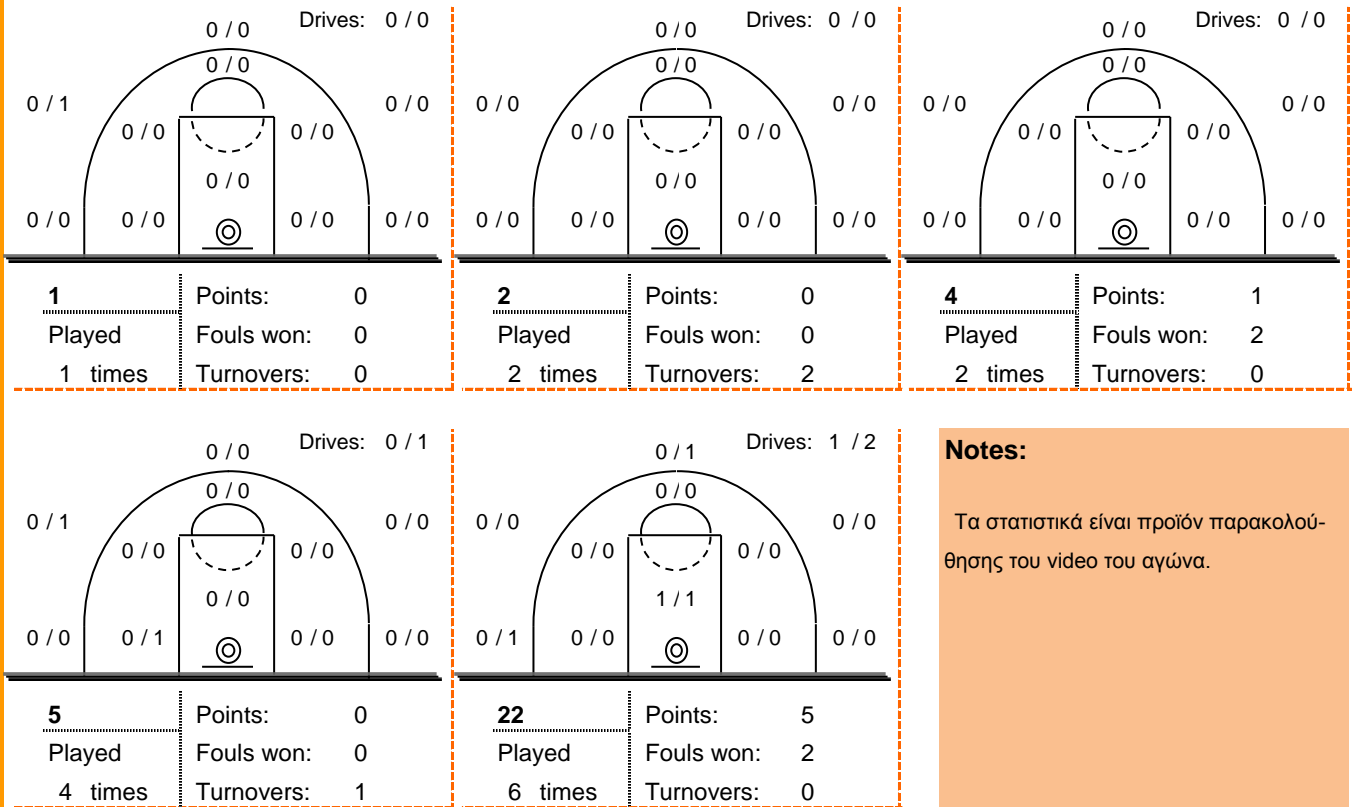 Drives: 0 / 0
0 / 0
0 / 0
0 / 1
0 / 0
0 / 0
0 / 0
0 / 0
0 / 0
0 / 0
0 / 0
0 / 0
1
Points: 0
Played
Fouls won: 0
1 times
Turnovers: 0
Drives: 0 / 0
0 / 0
0 / 0
0 / 0
0 / 0
0 / 0
0 / 0
0 / 0
0 / 0
0 / 0
0 / 0
0 / 0
2
Points: 0
Played
Fouls won: 0
2 times
Turnovers: 2
Drives: 0 / 0
0 / 0
0 / 0
0 / 0
0 / 0
0 / 0
0 / 0
0 / 0
0 / 0
0 / 0
0 / 0
0 / 0
4
Points: 1
Played
Fouls won: 2
2 times
Turnovers: 0
Drives: 0 / 1
0 / 0
0 / 0
0 / 1
0 / 0
0 / 0
0 / 0
0 / 0
0 / 0
0 / 1
0 / 0
0 / 0
5
Points: 0
Played
Fouls won: 0
4 times
Turnovers: 1
Drives: 1 / 2
0 / 1
0 / 0
0 / 0
0 / 0
0 / 0
0 / 0
1 / 1
0 / 1
0 / 0
0 / 0
0 / 0
22
Points: 5
Played
Fouls won: 2
6 times
Turnovers: 0
Notes:
Τα στατιστικά είναι προϊόν παρακολού-
θησης του video του αγώνα.